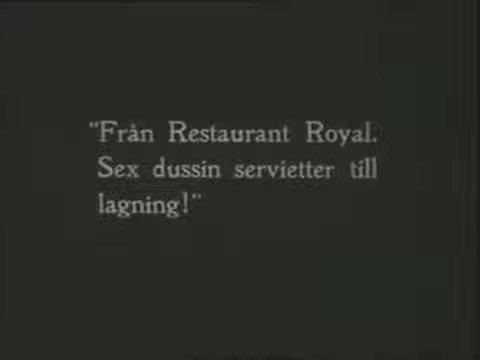 "Från Restaurant Royal.
Sex dussin servietter till
lagning!"